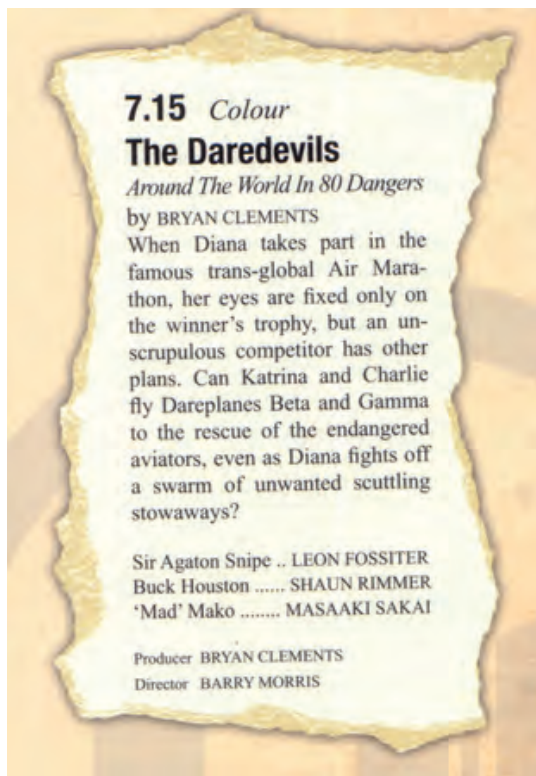 7.15 Colour
The Daredevils
Around The World In 80 Dangers
by BRYAN CLEMENTS
When Diana takes part in the
famous trans-global Air Mara-
thon, her eyes are fixed only on
the winner's trophy, but an un-
scrupulous competitor has other
plans. Can Katrina and Charlie
fly Dareplanes Beta and Gamma
to the rescue of the endangered
aviators, even as Diana fights off
a swarm of unwanted scuttling
stowaways?
Sir Agaton Snipe .. LEON FOSSITER
Buck Houston ...... SHAUN RIMMER
‘Mad’ Mako ........ MASAAKI SAKAI
Producer BRYAN CLEMENTS
Director BARRY MORRIS